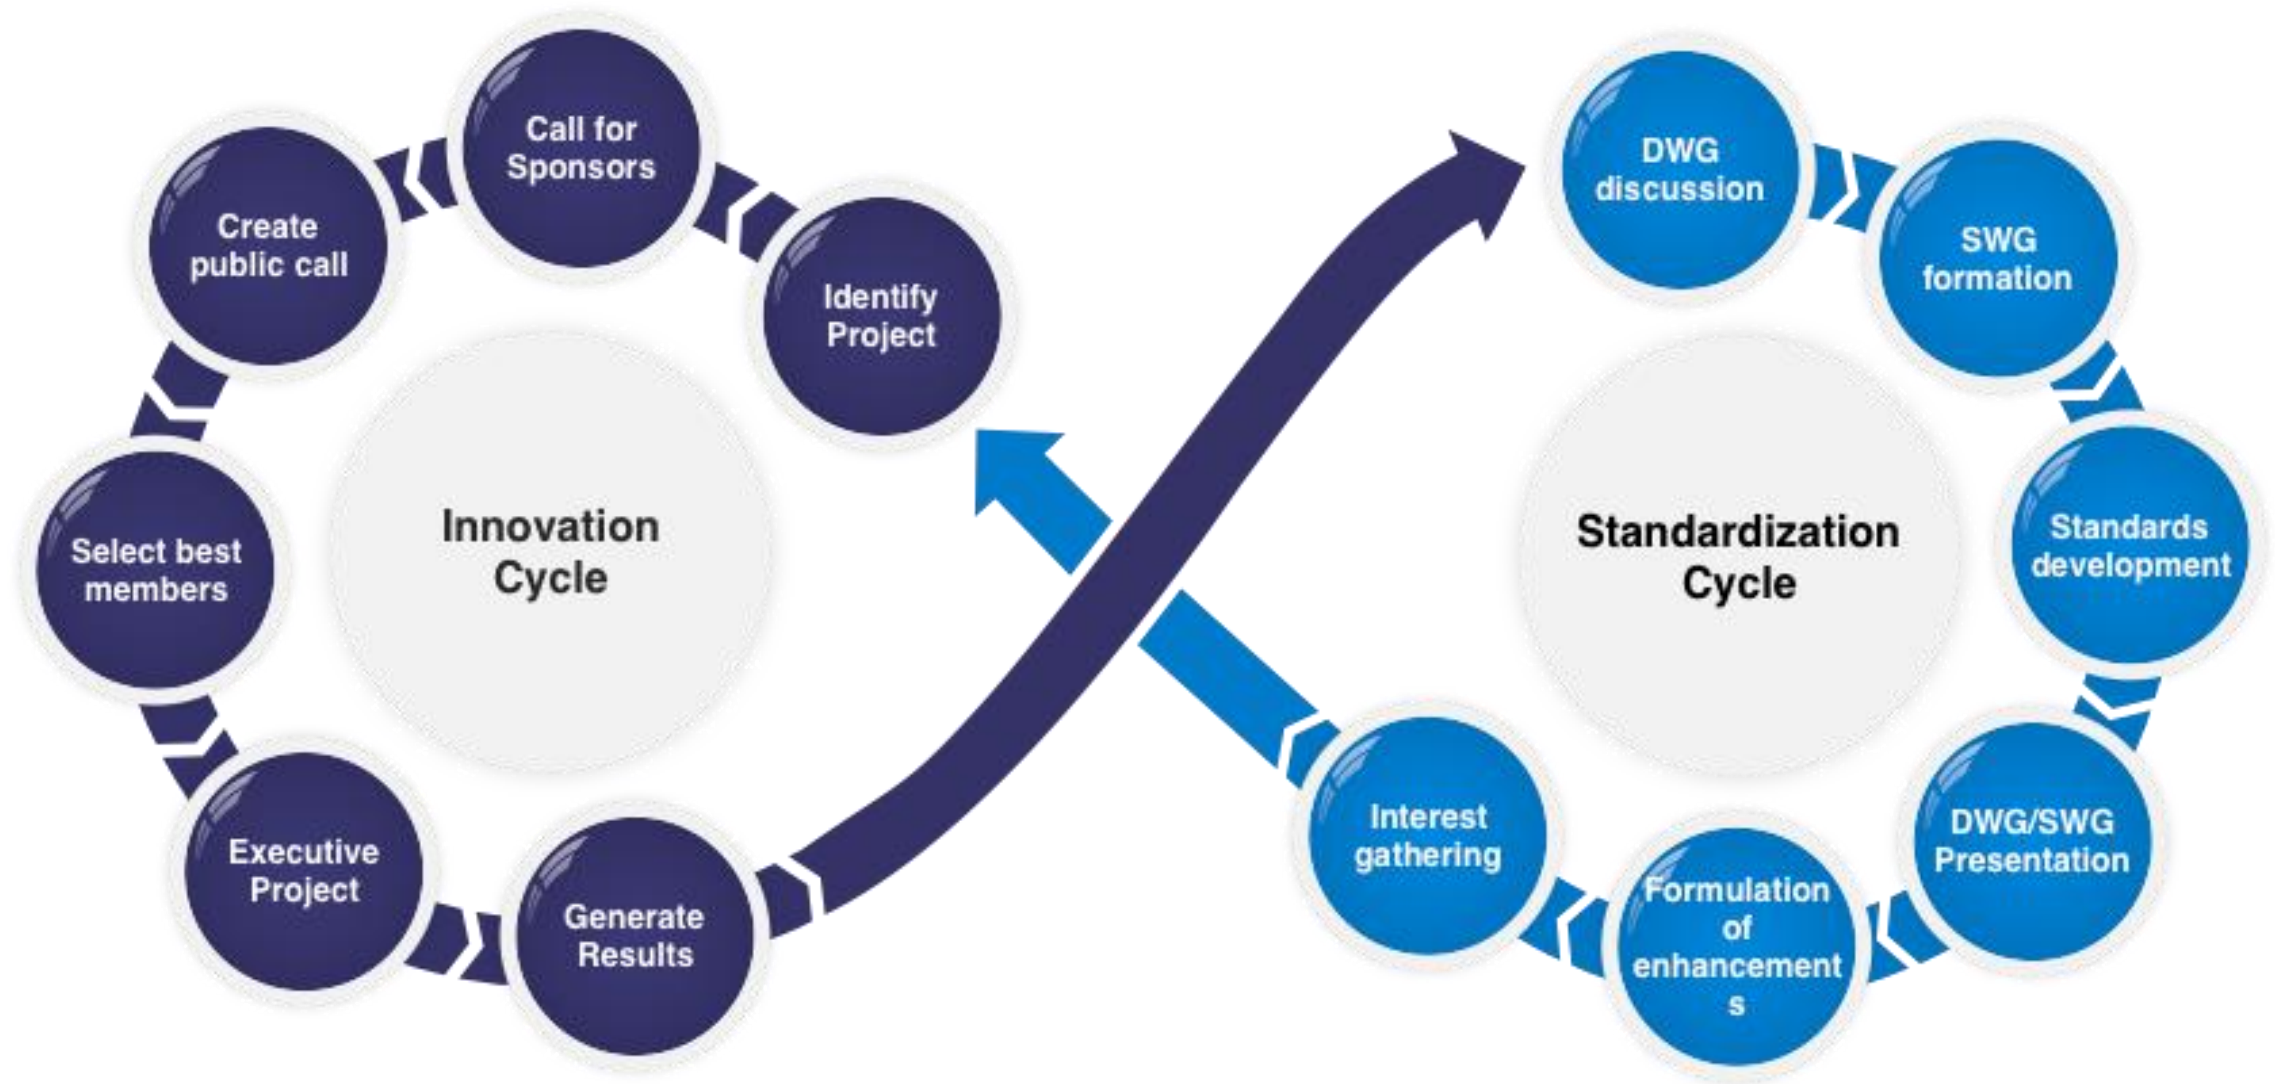 Call for
Sponsors
Create
public call
Identify
Project
Select best
members
Innovation
Cycle
Executive
Project
Generate
Results
DWG
discussion
SWG
formation
Standards
development
Standardization
Cycle
DWG/SWG
Presentation
Formulation
of
enhancement
s
Interest
gathering